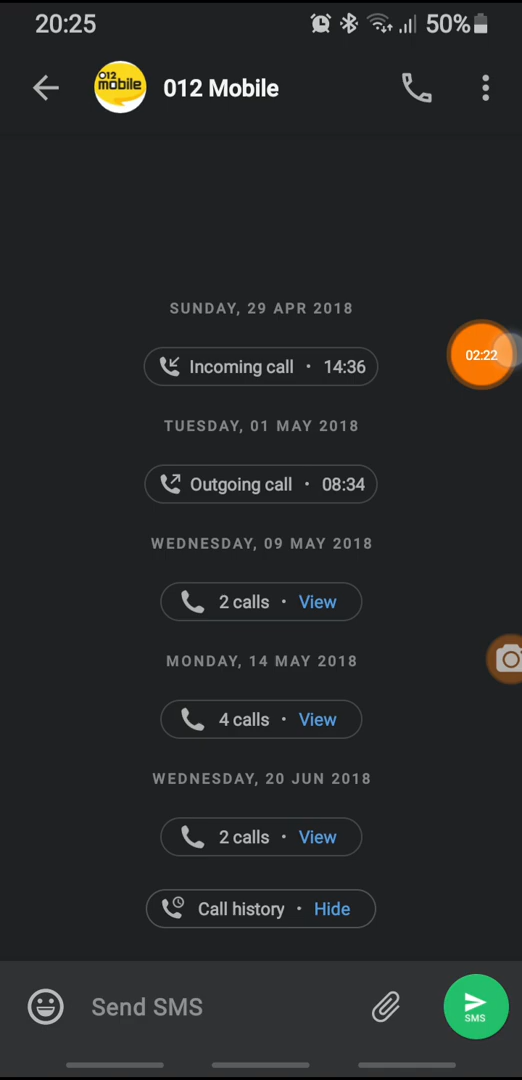 20:25
50%
012 mobile
012 Mobile
SUNDAY, 29 APR 2018
Incoming call · 14:36
02:22
TUESDAY, 01 MAY 2018
Outgoing call · 08:34
WEDNESDAY, 09 MAY 2018
2 calls · View
MONDAY, 14 MAY 2018
4 calls · View
WEDNESDAY, 20 JUN 2018
2 calls · View
Call history · Hide
Send SMS
SMS